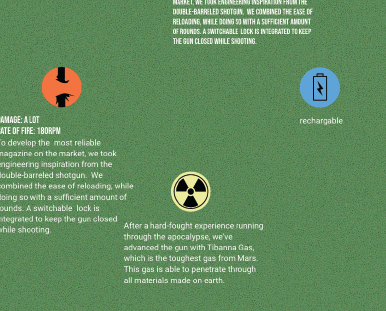 MARKET, WE TOOK ENGINEERING INSPIRATION FROM THE
DOUBLE-BARRELED SHOTGUN. WE COMBINED THE EASE OF
RELOADING, WHILE DOING SO WITH A SUFFICIENT AMOUNT
OF ROUNDS. A SWITCHABLE LOCK IS INTEGRATED TO KEEP
THE GUN CLOSED WHILE SHOOTING.
rechargable
AMAGE: A LOT
ATE OF FIRE: 180RPM
o develop the most reliable
magazine on the market, we took
engineering inspiration from the
double-barreled shotgun. We
combined the ease of reloading, while
doing so with a sufficient amount of
ounds. A switchable lock is
ntegrated to keep the gun closed
while shooting.
After a hard-fought experience running
through the apocalypse, we've
advanced the gun with Tibanna Gas,
which is the toughest gas from Mars.
This gas is able to penetrate through
all materials made on earth.